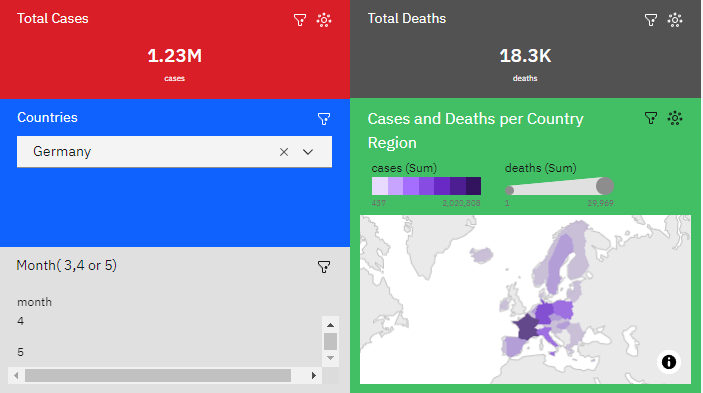 Total Cases
1.23M
cases
Total Deaths
18.3K
deaths
Countries
Germany
Cases and Deaths per Country
Region
cases (Sum)
437
2,020,808
deaths (Sum)
1
29,969
Month( 3,4 or 5)
month
4
5